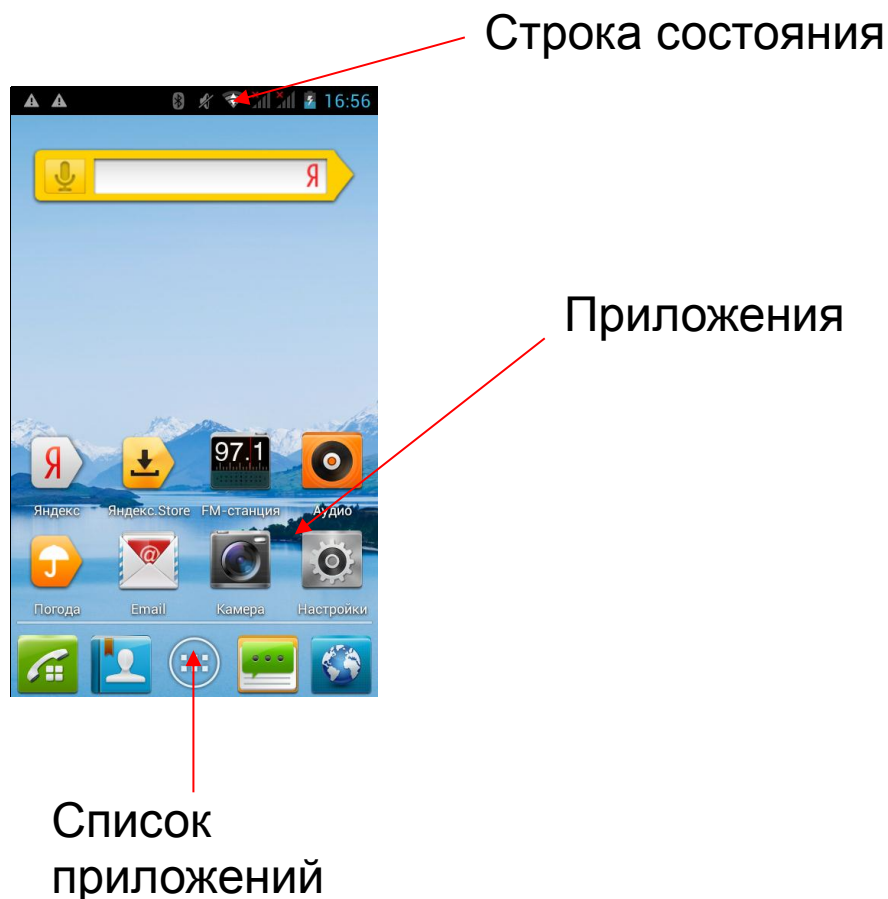 Строка состояния
16:56
Я
Приложения
97.1
Я
Яндекс Яндекс.Store FM-станция Аудио
@
Погода Email Камера Настройки
Список
приложений